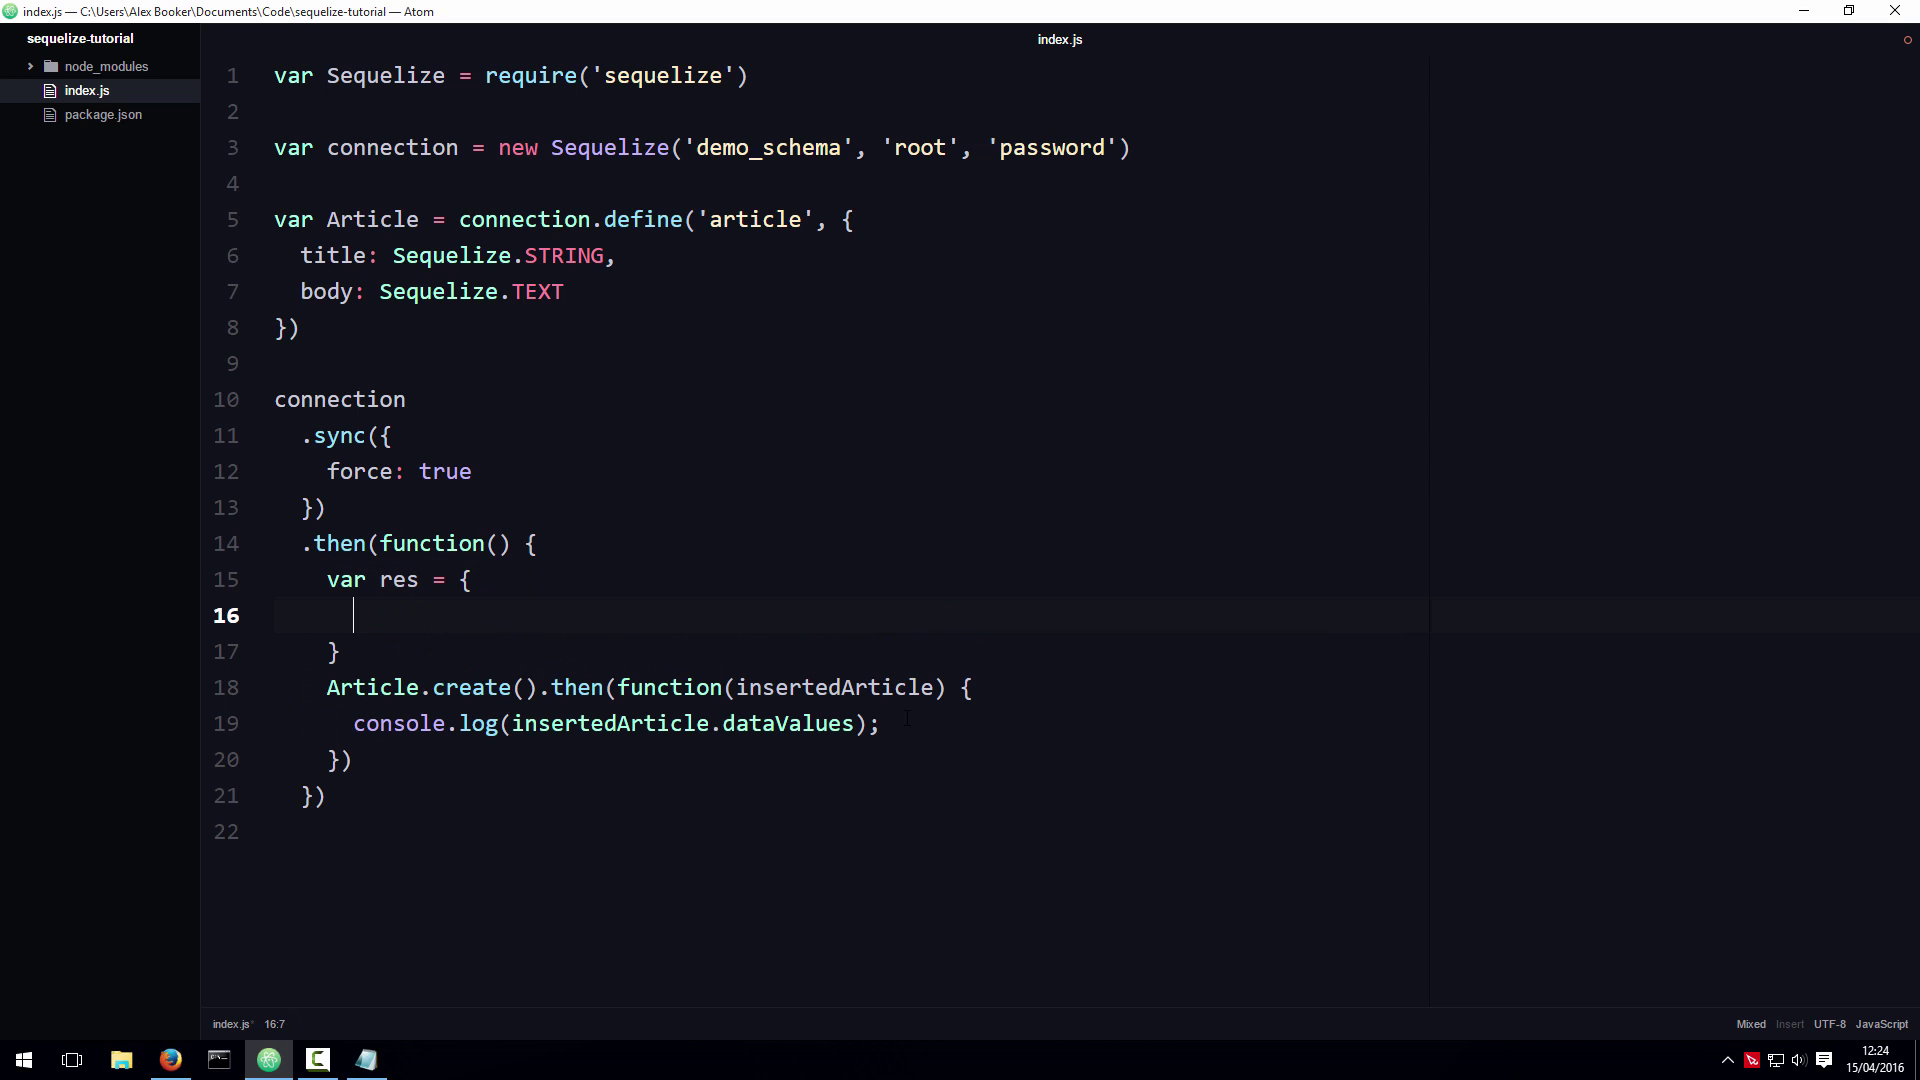 index.js — C:\Users\Alex Booker\Documents\Code\sequelize-tutorial — Atom
sequelize-tutorial
node_modules
index.js
package.json
index.js
1 var Sequelize = require('sequelize')
2
3 var connection = new Sequelize('demo_schema', 'root', 'password')
4
5 var Article = connection.define('article', {
6 title: Sequelize.STRING,
7 body: Sequelize.TEXT
8 })
9
10 connection
11 .sync({
12 force: true
13 })
14 .then(function() {
15 var res = {
16
17 }
18 Article.create().then(function(insertedArticle) {
19 console.log(insertedArticle.dataValues);
20 })
21 })
22
index.js* 16:7
Mixed Insert UTF-8 JavaScript
12:24
15/04/2016